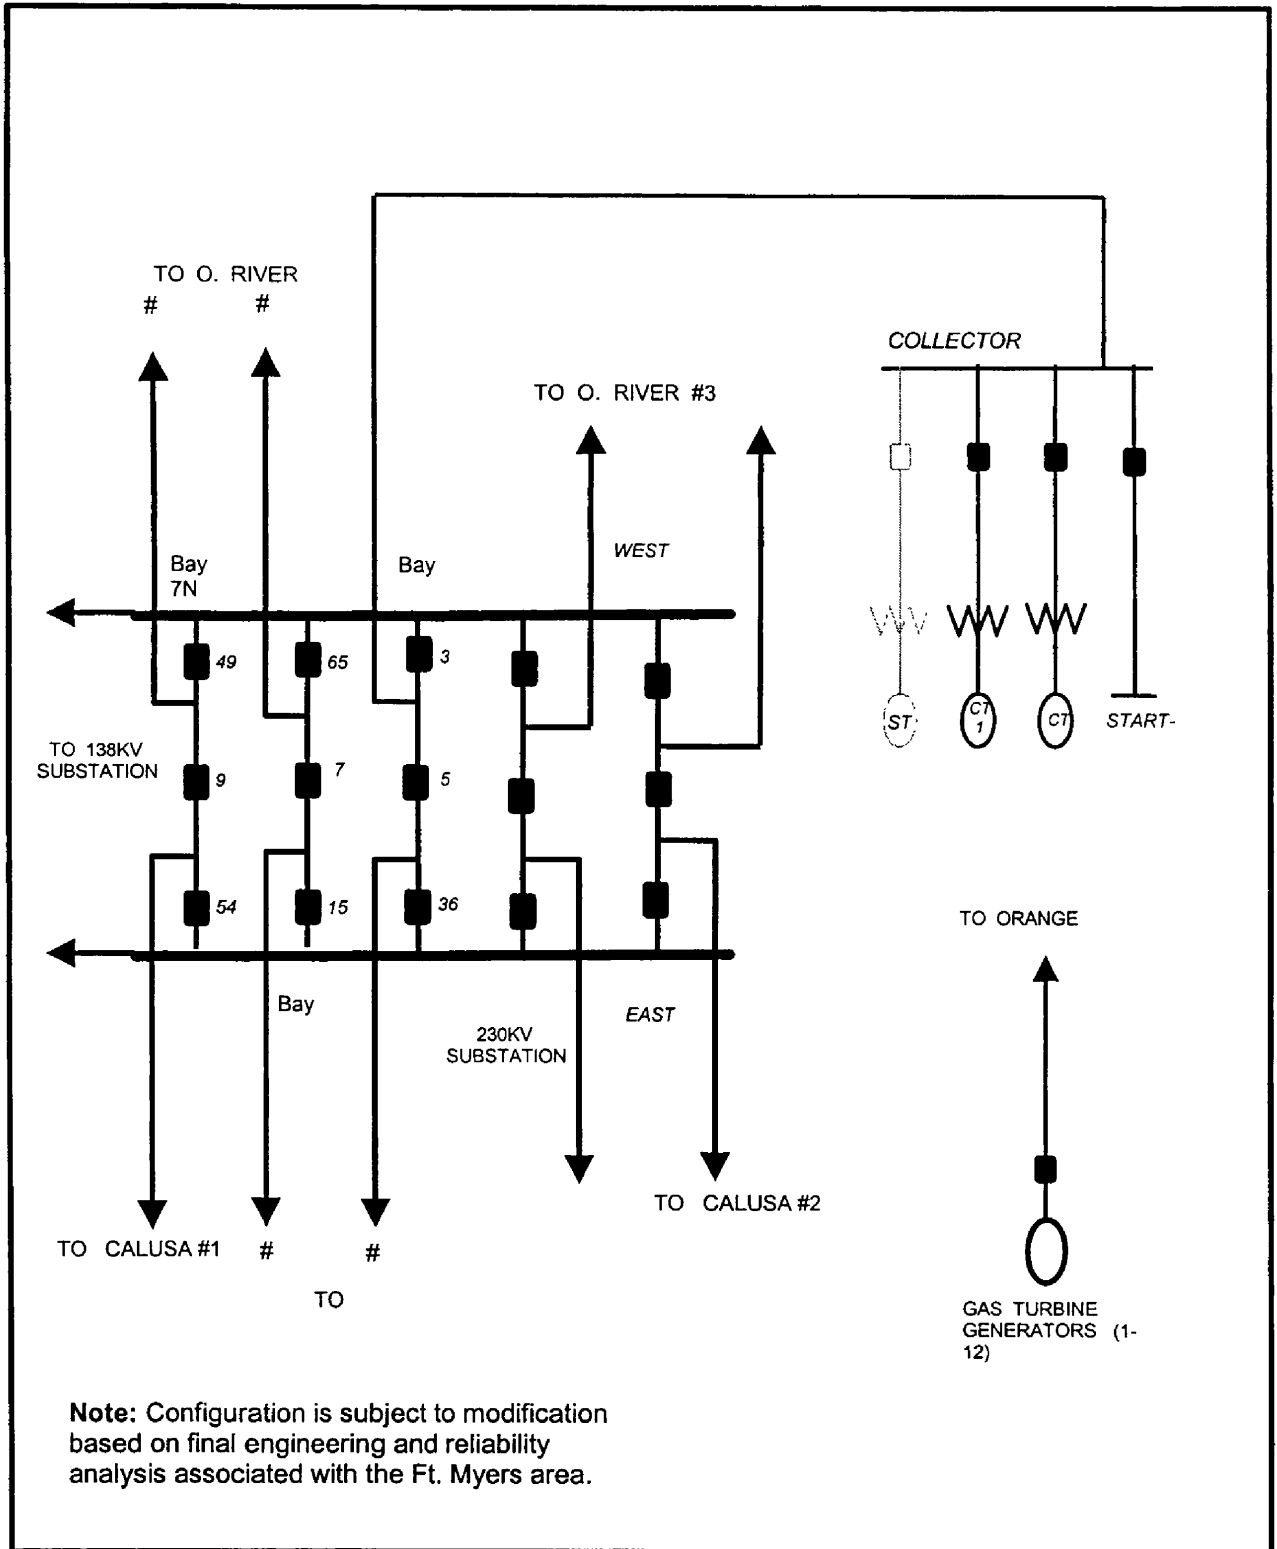 TO O. RIVER
# #
COLLECTOR
TO O. RIVER #3
WEST
Bay
7N
Bay
49
65
3
CT
1
ST
CT
START-
TO 138KV
SUBSTATION
9
7
5
54
15
36
TO ORANGE
Bay
EAST
230KV
SUBSTATION
TO CALUSA #2
TO CALUSA #1
# #
TO
GAS TURBINE
GENERATORS (1-
12)
Note: Configuration is subject to modification
based on final engineering and reliability
analysis associated with the Ft. Myers area.